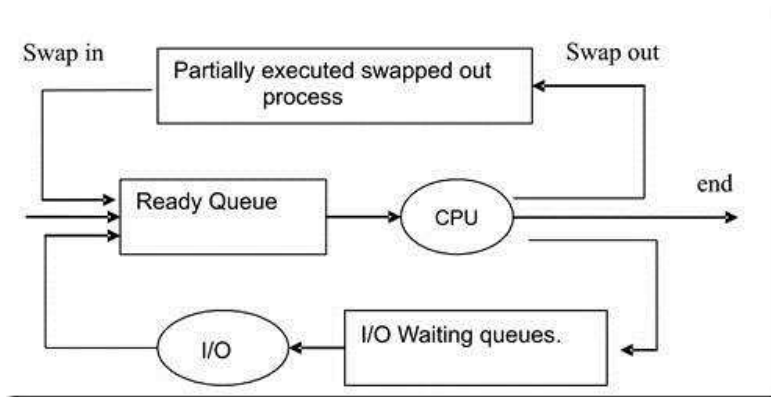 Swap in
Partially executed swapped out
process
Swap out
Ready Queue
CPU
end
I/O
I/O Waiting queues.